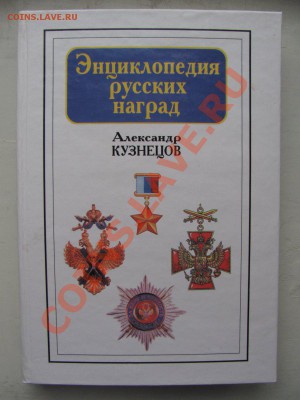 COINS.LAVE.RU
Энциклопедия
русских
наград
Александр
КУЗНЕЦОВ
COINS.LAVE.RU